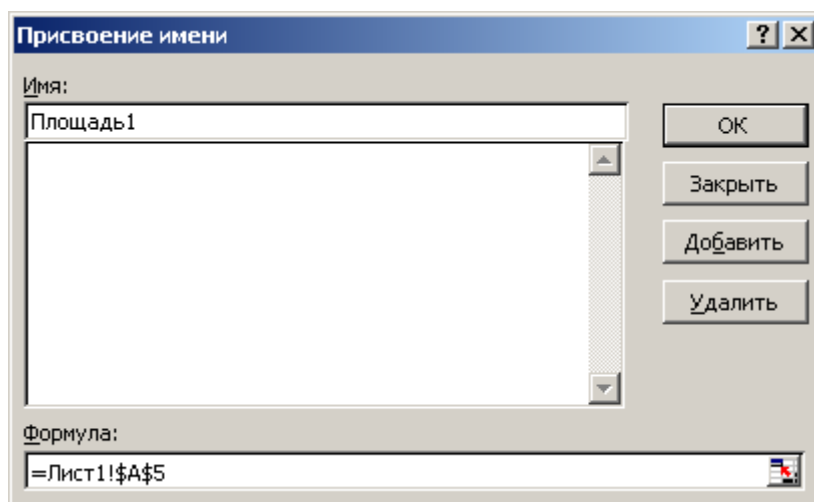 Присвоение имени
Имя:
Площадь1
ОК
Закрыть
Добавить
Удалить
Формула:
=Лист1!$A$5